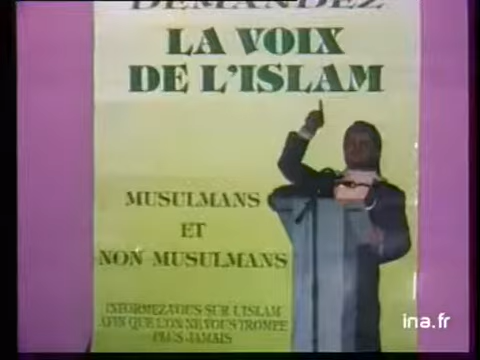 DEMANDEZ
LA VOIX
DE L'ISLAM
MUSULMANS
ET
NON MUSULMANS
INFORMEZ-VOUS SUR L'ISLAM
AFIN QUE L'ON NE VOUS TROMPE
PLUS JAMAIS
ina.fr